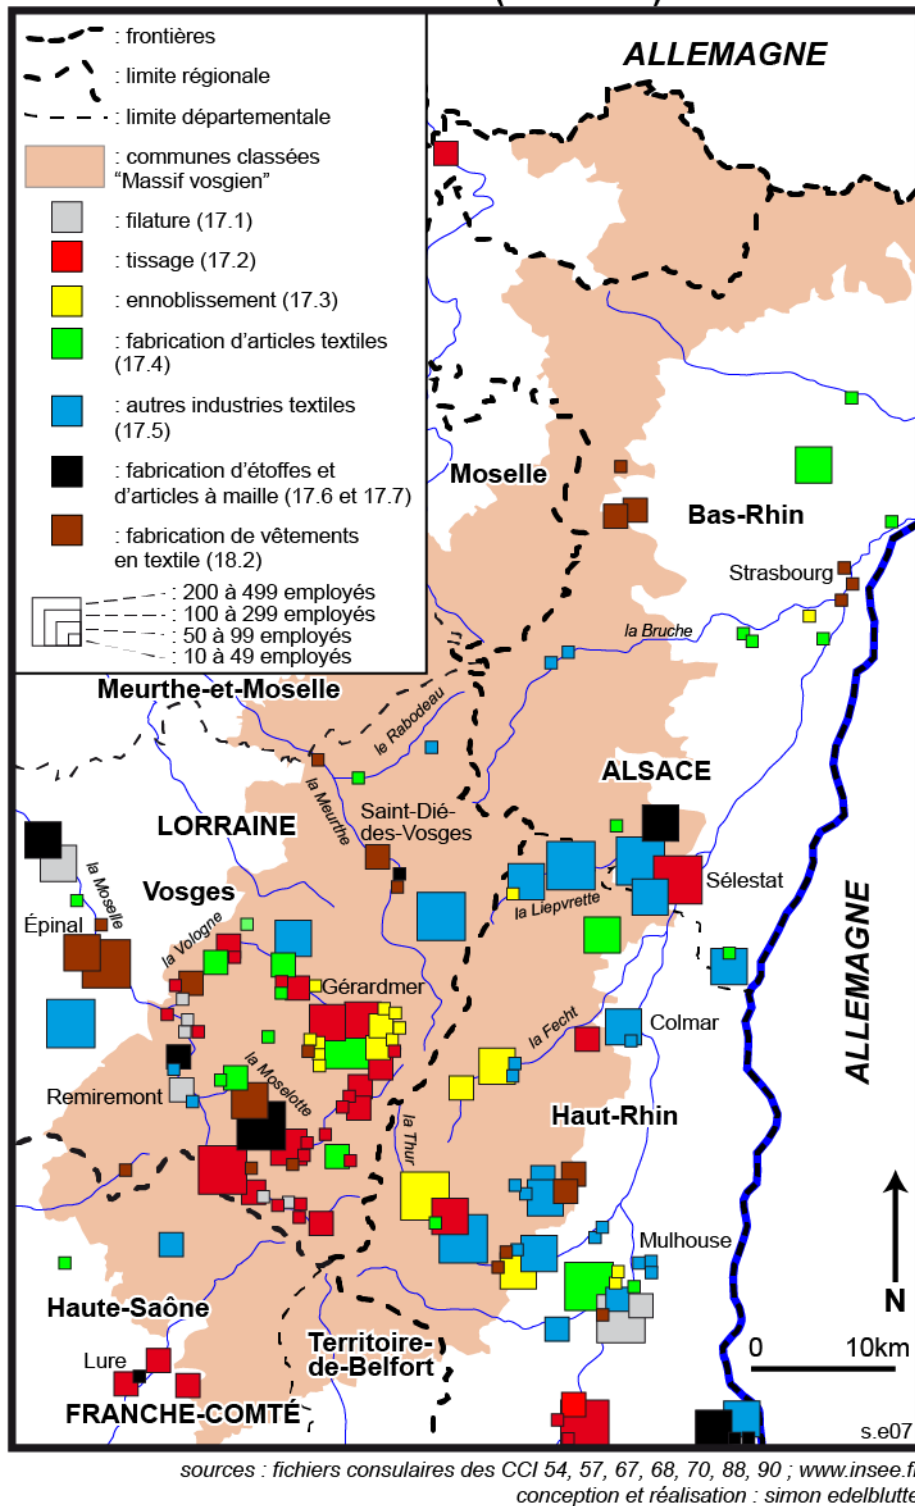 : frontières
: limite régionale
: limite départementale
: communes classées
“Massif vosgien”
: filature (17.1)
: tissage (17.2)
: ennoblissement (17.3)
: fabrication d’articles textiles
(17.4)
: autres industries textiles
(17.5)
: fabrication d’étoffes et
d’articles à maille (17.6 et 17.7)
: fabrication de vêtements
en textile (18.2)
: 200 à 499 employés
: 100 à 299 employés
: 50 à 99 employés
: 10 à 49 employés
ALLEMAGNE
Moselle
Bas-Rhin
Strasbourg
la Bruche
Meurthe-et-Moselle
le Rabodeau
la Meurthe
ALSACE
Saint-Dié-
des-Vosges
LORRAINE
Vosges
la Moselle
Épinal
la Vologne
Sélestat
la Liepvrette
ALLEMAGNE
Gérardmer
la Fecht
Colmar
Remiremont
la Moselotte
la Thur
Haut-Rhin
Mulhouse
N
Haute-Saône
Territoire-
de-Belfort
0 10km
Lure
FRANCHE-COMTÉ
s.e07
sources : fichiers consulaires des CCI 54, 57, 67, 68, 70, 88, 90 ; www.insee.f
conception et réalisation : simon edelblutte